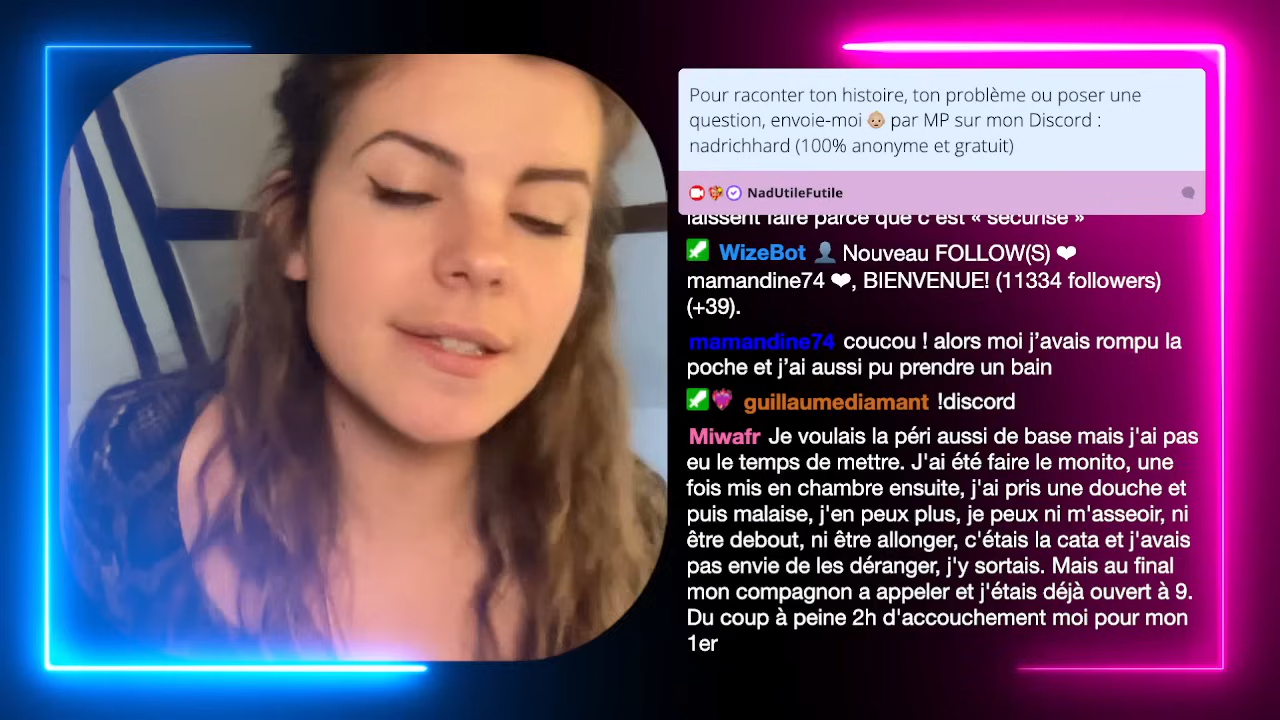 Pour raconter ton histoire, ton problème ou poser une
question, envoie-moi 👶🏼 par MP sur mon Discord :
nadrichhard (100% anonyme et gratuit)
NadUtileFutile
laissent faire parce que c'est « sécurisé »
WizeBot 👤 Nouveau FOLLOW(S) ❤
mamandine74 ❤, BIENVENUE! (11334 followers)
(+39).
mamandine74 coucou ! alors moi j’avais rompu la
poche et j’ai aussi pu prendre un bain
guillaumediamant !discord
Miwafr Je voulais la péri aussi de base mais j'ai pas
eu le temps de mettre. J'ai été faire le monito, une
fois mis en chambre ensuite, j'ai pris une douche et
puis malaise, j'en peux plus, je peux ni m'asseoir, ni
être debout, ni être allonger, c'étais la cata et j'avais
pas envie de les déranger, j'y sortais. Mais au final
mon compagnon a appeler et j'étais déjà ouvert à 9.
Du coup à peine 2h d'accouchement moi pour mon
1er